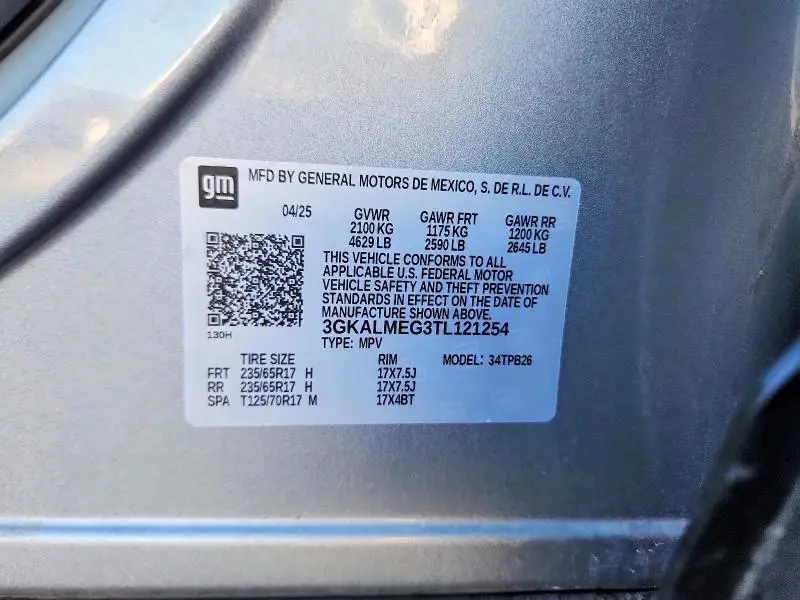 gm MFD BY GENERAL MOTORS DE MEXICO, S. DE R.L. DE C.V.
04/25 GVWR GAWR FRT GAWR RR
2100 KG 1175 KG 1200 KG
4629 LB 2590 LB 2645 LB
THIS VEHICLE CONFORMS TO ALL
APPLICABLE U.S. FEDERAL MOTOR
VEHICLE SAFETY AND THEFT PREVENTION
STANDARDS IN EFFECT ON THE DATE OF
MANUFACTURE SHOWN ABOVE.
130H
3GKALMEG3TL121254
TYPE: MPV
TIRE SIZE RIM MODEL: 34TPB26
FRT 235/65R17 H 17X7.5J
RR 235/65R17 H 17X7.5J
SPA T125/70R17 M 17X4BT